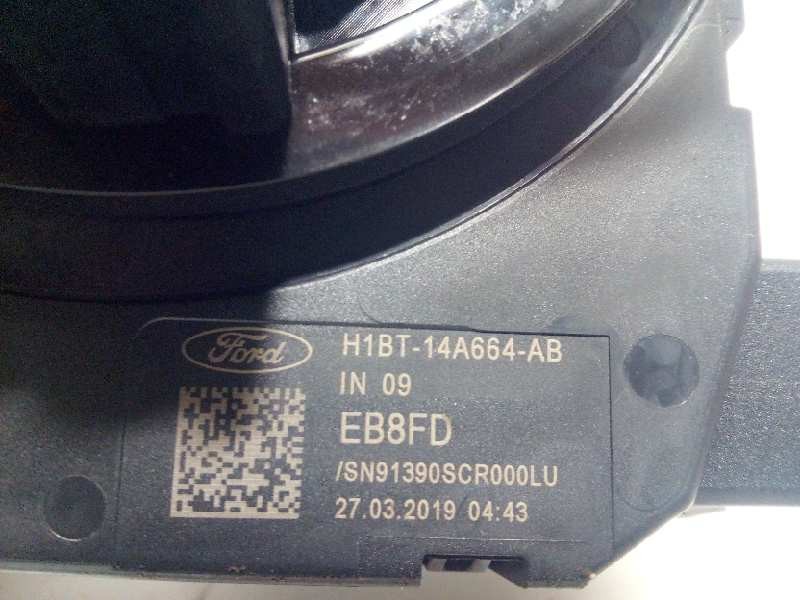 Ford
H1BT-14A664-AB
IN 09
EB8FD
/SN91390SCR000LU
27.03.2019 04:43